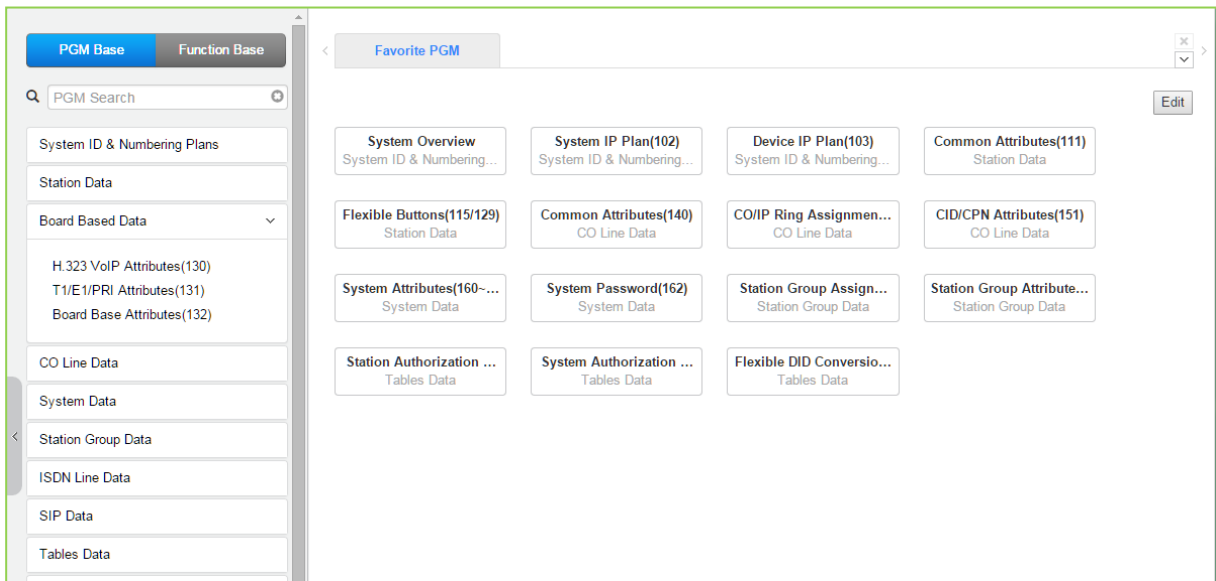 PGM Base
Function Base
PGM Search
System ID & Numbering Plans
Station Data
Board Based Data
H.323 VoIP Attributes(130)
T1/E1/PRI Attributes(131)
Board Base Attributes(132)
CO Line Data
System Data
Station Group Data
ISDN Line Data
SIP Data
Tables Data
Favorite PGM
Edit
System Overview
System ID & Numbering...
System IP Plan(102)
System ID & Numbering...
Device IP Plan(103)
System ID & Numbering...
Common Attributes(111)
Station Data
Flexible Buttons(115/129)
Station Data
Common Attributes(140)
CO Line Data
CO/IP Ring Assignmen...
CO Line Data
CID/CPN Attributes(151)
CO Line Data
System Attributes(160~...
System Data
System Password(162)
System Data
Station Group Assign...
Station Group Data
Station Group Attribute...
Station Group Data
Station Authorization ...
Tables Data
System Authorization ...
Tables Data
Flexible DID Conversio...
Tables Data